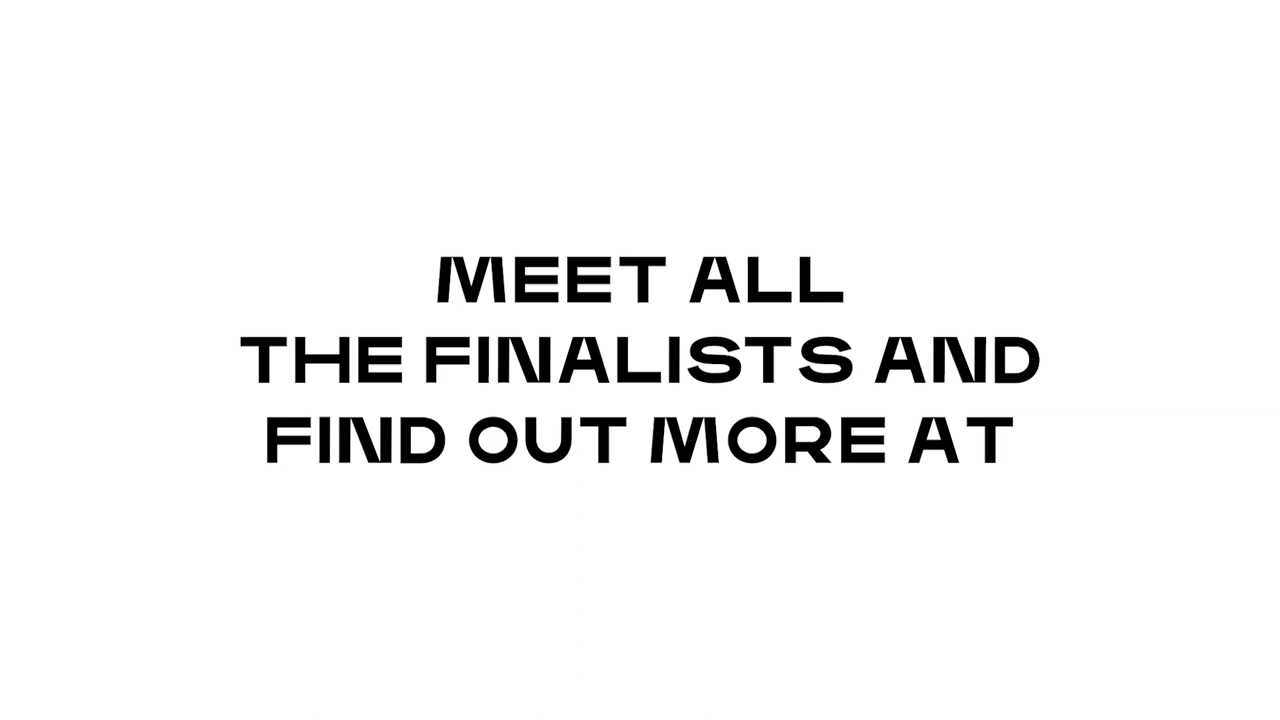 MEET ALL
THE FINALISTS AND
FIND OUT MORE AT